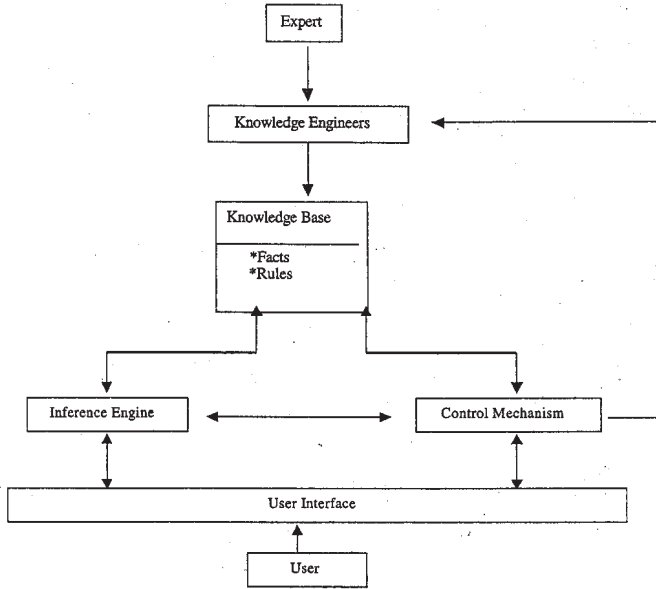 Expert
Knowledge Engineers
Knowledge Base
*Facts
*Rules
Inference Engine
Control Mechanism
User Interface
User